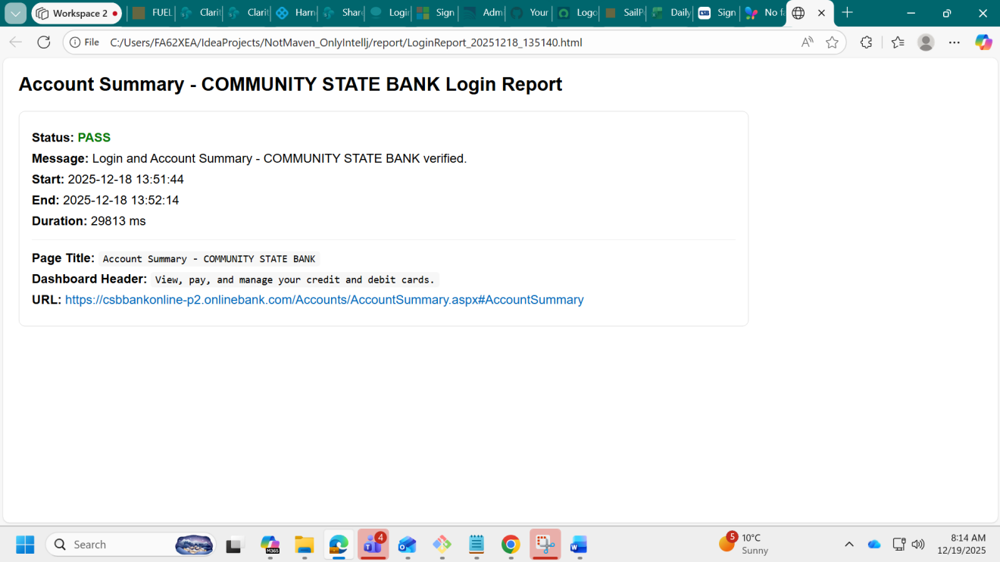 Workspace 2
FUEL
Clarit
Clarit
Harn
Share
Login
Sign
Adm
Your
Logo
SailP
Daily
Sign
No fa
File
C:/Users/FA62XEA/IdeaProjects/NotMaven_OnlyIntellj/report/LoginReport_20251218_135140.html
Account Summary - COMMUNITY STATE BANK Login Report
Status: PASS
Message: Login and Account Summary - COMMUNITY STATE BANK verified.
Start: 2025-12-18 13:51:44
End: 2025-12-18 13:52:14
Duration: 29813 ms
Page Title: Account Summary - COMMUNITY STATE BANK
Dashboard Header: View, pay, and manage your credit and debit cards.
URL: https://csbbankonline-p2.onlinebank.com/Accounts/AccountSummary.aspx#AccountSummary
Search
M365
4
5
10°C
Sunny
8:14 AM
12/19/2025